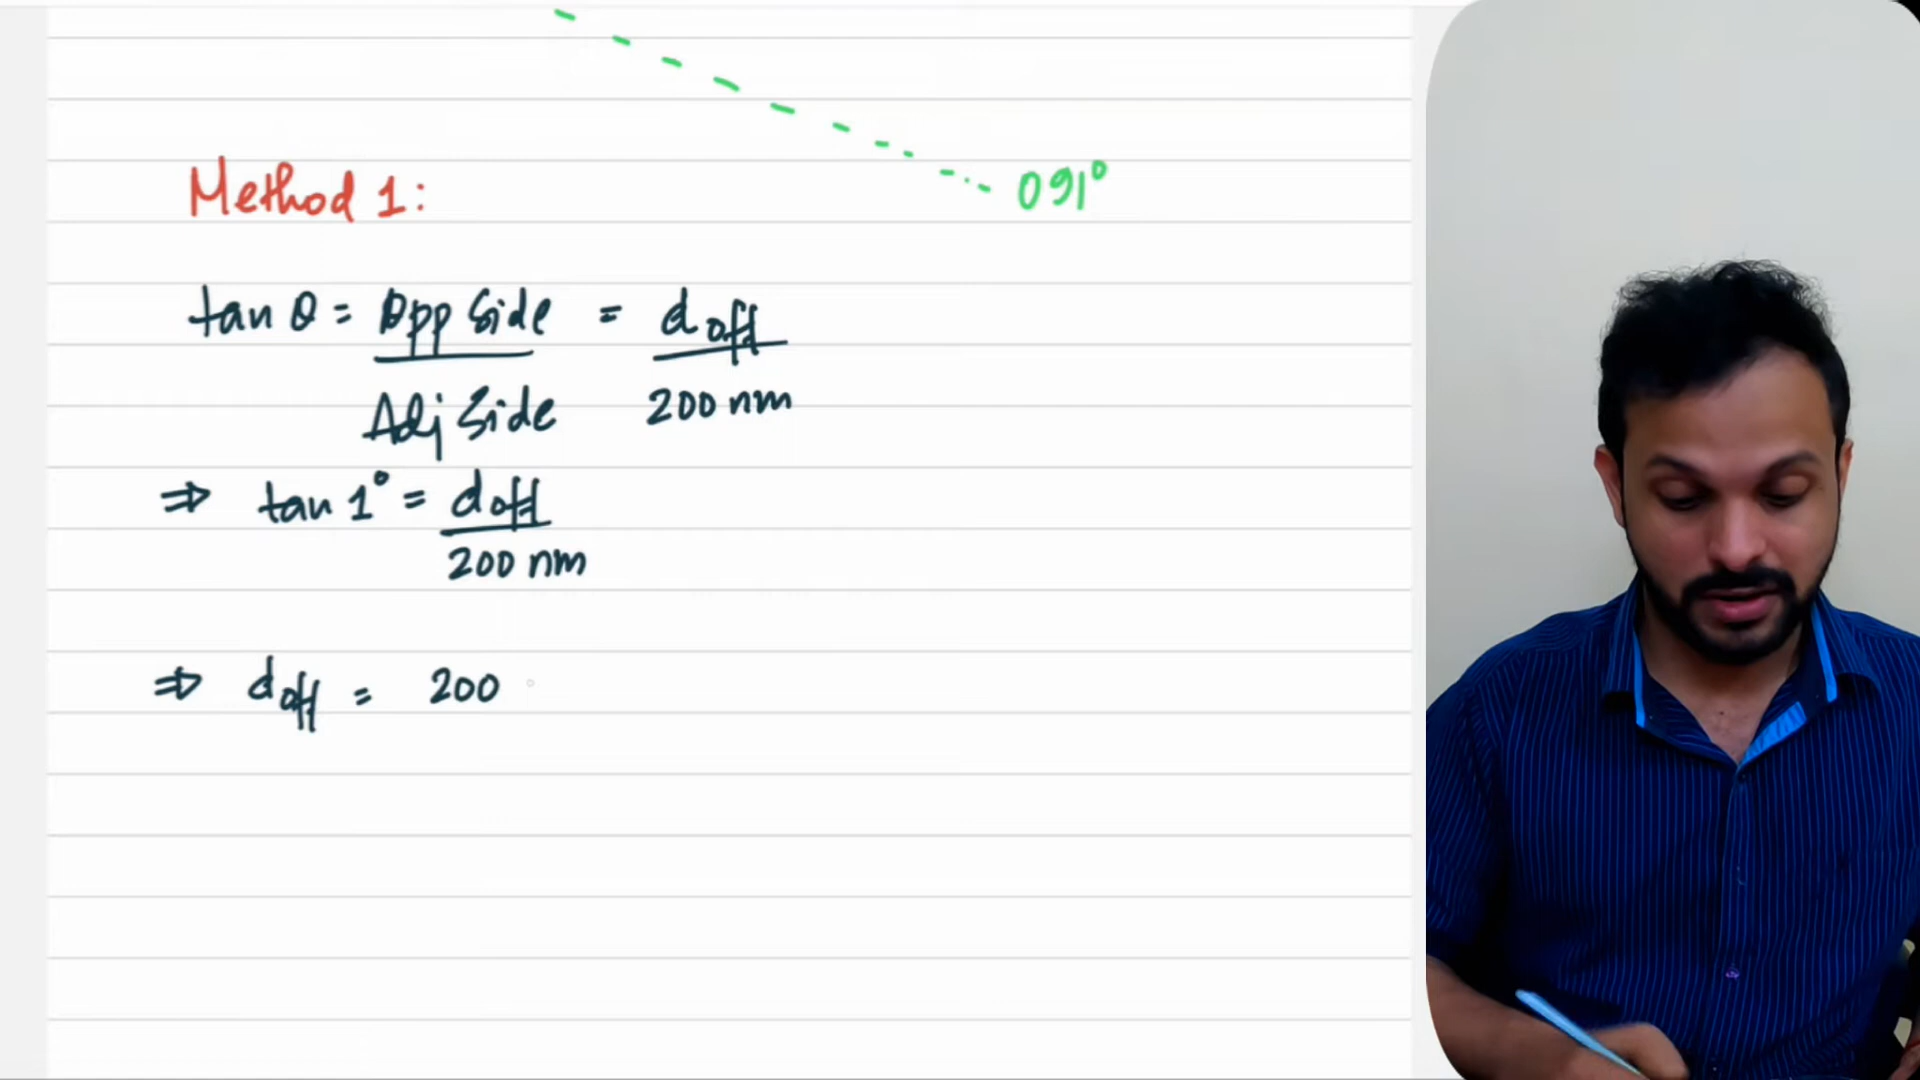 091°
Method 1:
tan θ = Opp Side = d off
Adj Side 200 nm
⇒ tan 1° = d off
200 nm
⇒ d off = 200